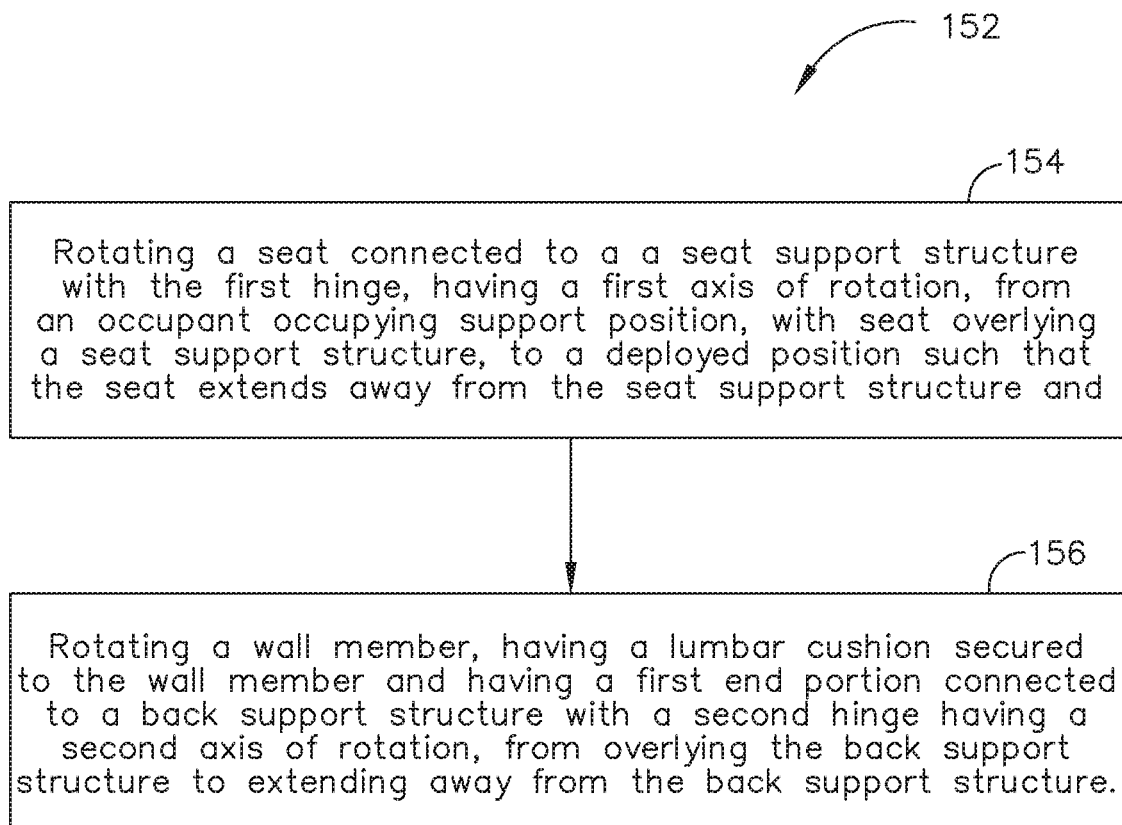 152
154
Rotating a seat connected to a a seat support structure
with the first hinge, having a first axis of rotation, from
an occupant occupying support position, with seat overlying
a seat support structure, to a deployed position such that
the seat extends away from the seat support structure and
156
Rotating a wall member, having a lumbar cushion secured
to the wall member and having a first end portion connected
to a back support structure with a second hinge having a
second axis of rotation, from overlying the back support
structure to extending away from the back support structure.